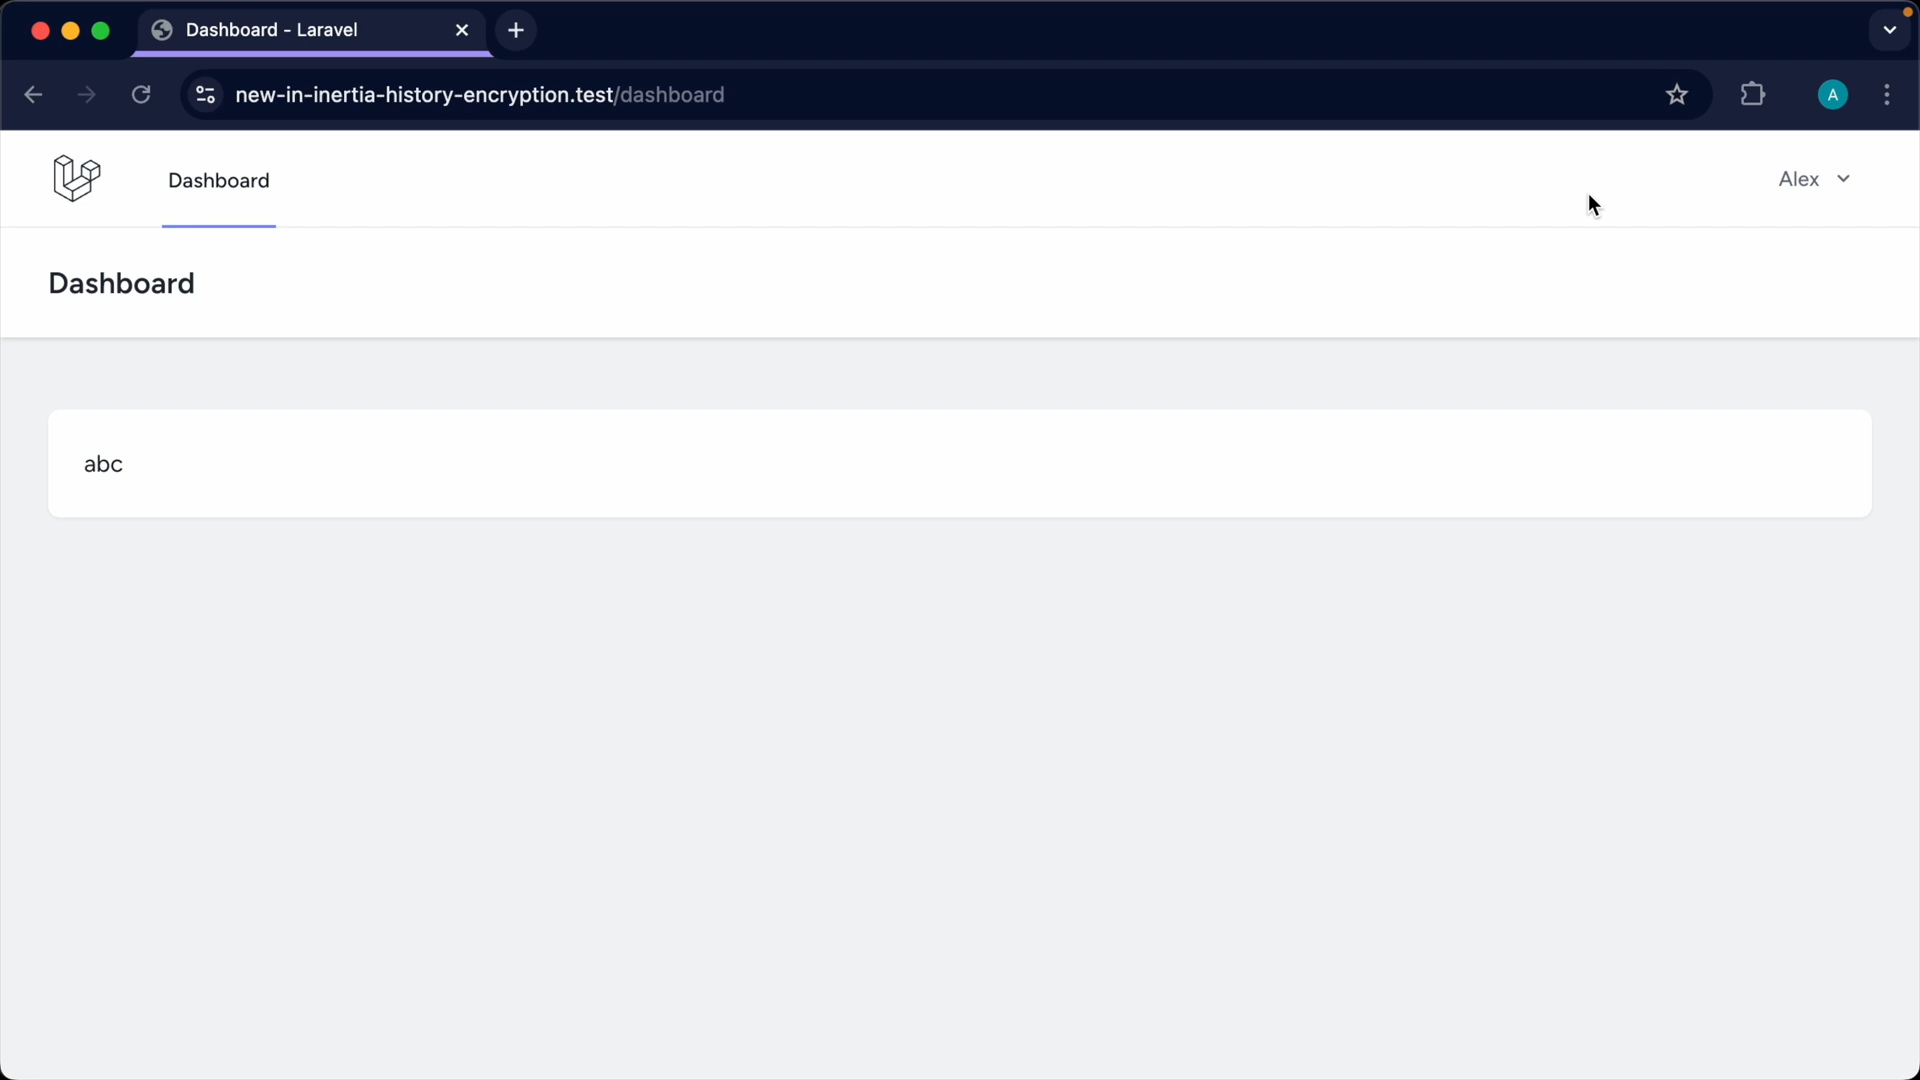 Dashboard - Laravel
new-in-inertia-history-encryption.test/dashboard
A
Dashboard
Alex
Dashboard
abc